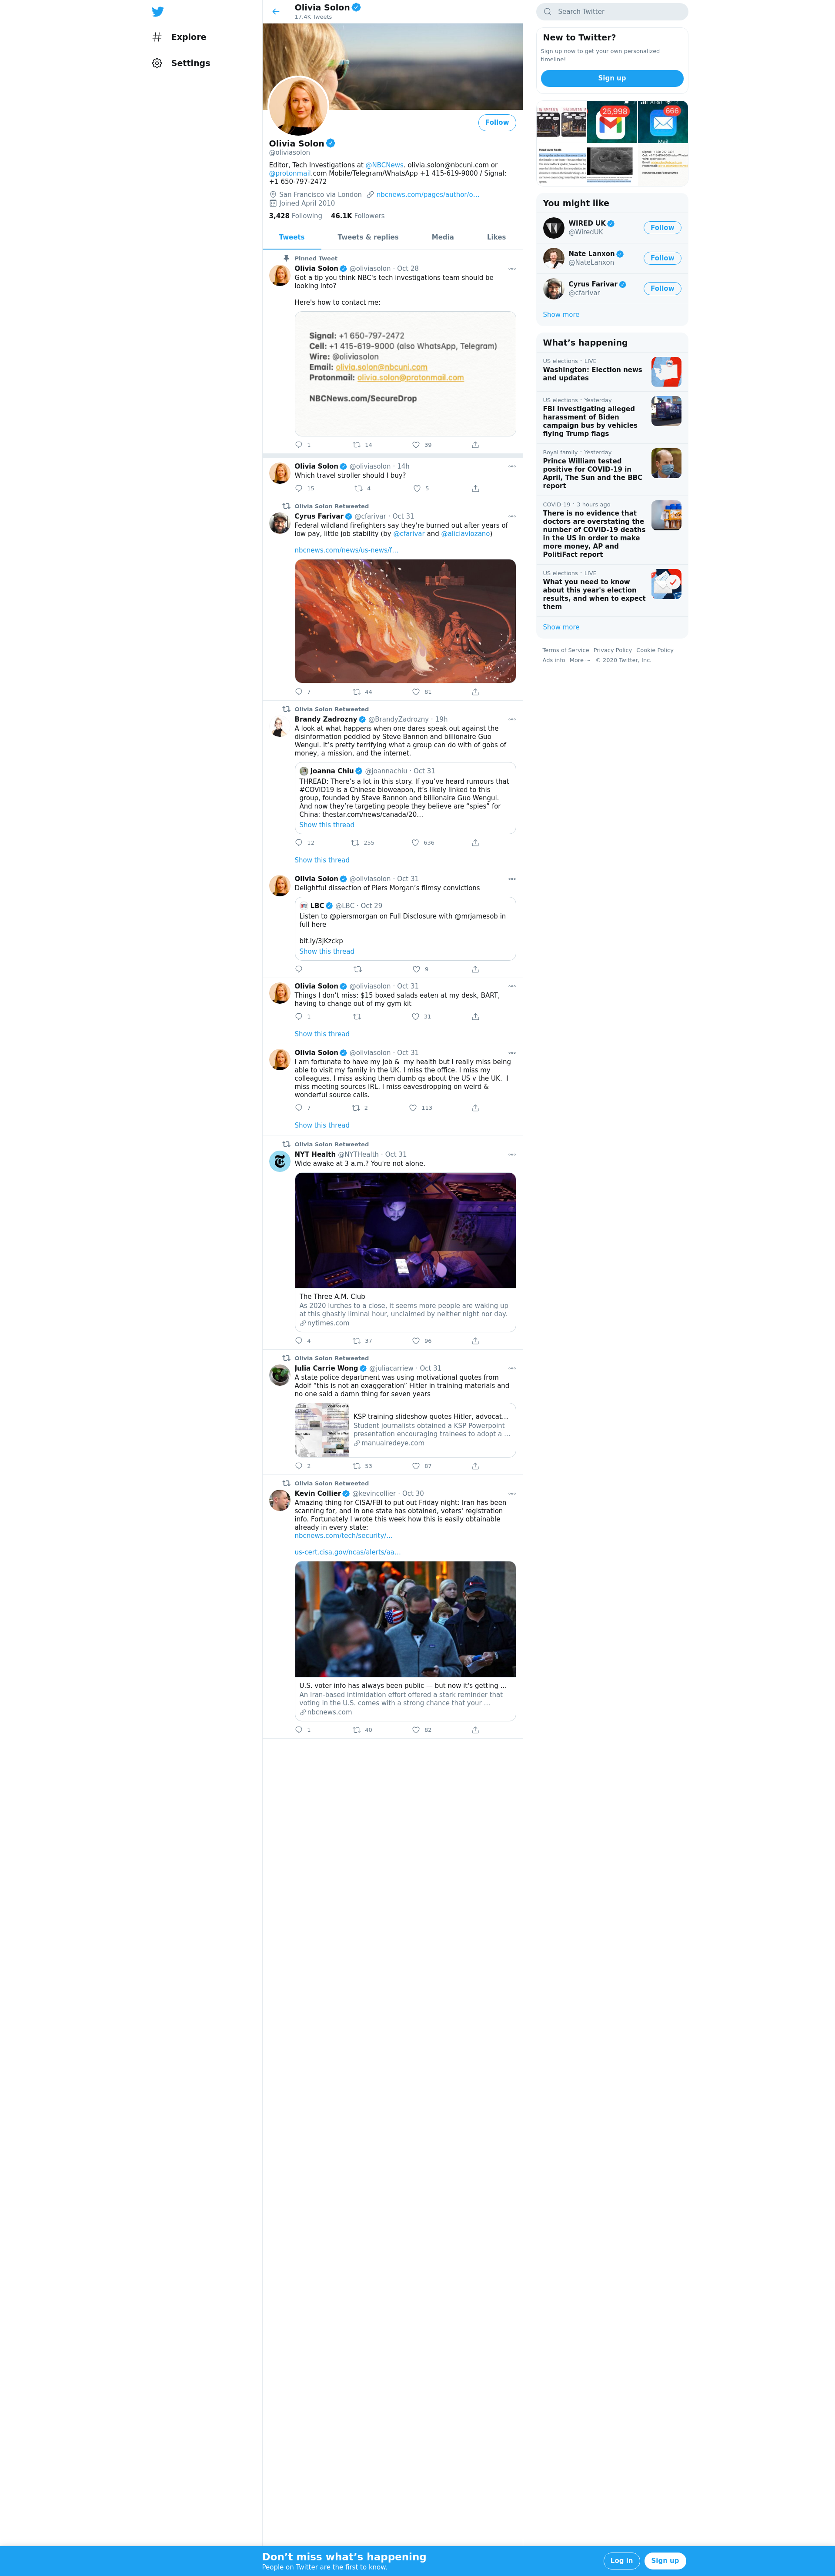 Explore
Settings
Olivia Solon
17.4K Tweets
Follow
Olivia Solon
@oliviasolon
Editor, Tech Investigations at @NBCNews. olivia.solon@nbcuni.com or
@protonmail.com Mobile/Telegram/WhatsApp +1 415-619-9000 / Signal:
+1 650-797-2472
San Francisco via London nbcnews.com/pages/author/o…
Joined April 2010
3,428 Following 46.1K Followers
Tweets Tweets & replies Media Likes
Pinned Tweet
Olivia Solon @oliviasolon · Oct 28
Got a tip you think NBC's tech investigations team should be
looking into?
Here's how to contact me:
Signal: +1 650-797-2472
Cell: +1 415-619-9000 (also WhatsApp, Telegram)
Wire: @oliviasolon
Email: olivia.solon@nbcuni.com
Protonmail: olivia.solon@protonmail.com
NBCNews.com/SecureDrop
1 14 39
Olivia Solon @oliviasolon · 14h
Which travel stroller should I buy?
15 4 5
Olivia Solon Retweeted
Cyrus Farivar @cfarivar · Oct 31
Federal wildland firefighters say they're burned out after years of
low pay, little job stability (by @cfarivar and @aliciavlozano)
nbcnews.com/news/us-news/f…
7 44 81
Olivia Solon Retweeted
Brandy Zadrozny @BrandyZadrozny · 19h
A look at what happens when one dares speak out against the
disinformation peddled by Steve Bannon and billionaire Guo
Wengui. It's pretty terrifying what a group can do with of gobs of
money, a mission, and the internet.
Joanna Chiu @joannachiu · Oct 31
THREAD: There's a lot in this story. If you've heard rumours that
#COVID19 is a Chinese bioweapon, it's likely linked to this
group, founded by Steve Bannon and billionaire Guo Wengui.
And now they're targeting people they believe are "spies" for
China: thestar.com/news/canada/20…
Show this thread
12 255 636
Show this thread
Olivia Solon @oliviasolon · Oct 31
Delightful dissection of Piers Morgan's flimsy convictions
LBC @LBC · Oct 29
Listen to @piersmorgan on Full Disclosure with @mrjamesob in
full here
bit.ly/3jKzckp
Show this thread
9
Olivia Solon @oliviasolon · Oct 31
Things I don't miss: $15 boxed salads eaten at my desk, BART,
having to change out of my gym kit
1 31
Show this thread
Olivia Solon @oliviasolon · Oct 31
I am fortunate to have my job & my health but I really miss being
able to visit my family in the UK. I miss the office. I miss my
colleagues. I miss asking them dumb qs about the US v the UK. I
miss meeting sources IRL. I miss eavesdropping on weird &
wonderful source calls.
7 2 113
Show this thread
Olivia Solon Retweeted
NYT Health @NYTHealth · Oct 31
Wide awake at 3 a.m.? You're not alone.
The Three A.M. Club
As 2020 lurches to a close, it seems more people are waking up
at this ghastly liminal hour, unclaimed by neither night nor day.
nytimes.com
4 37 96
Olivia Solon Retweeted
Julia Carrie Wong @juliacarriew · Oct 31
A state police department was using motivational quotes from
Adolf "this is not an exaggeration" Hitler in training materials and
no one said a damn thing for seven years
KSP training slideshow quotes Hitler, advocat…
Student journalists obtained a KSP Powerpoint
presentation encouraging trainees to adopt a …
manualredeye.com
2 53 87
Olivia Solon Retweeted
Kevin Collier @kevincollier · Oct 30
Amazing thing for CISA/FBI to put out Friday night: Iran has been
scanning for, and in one state has obtained, voters' registration
info. Fortunately I wrote this week how this is easily obtainable
already in every state:
nbcnews.com/tech/security/…
us-cert.cisa.gov/ncas/alerts/aa…
U.S. voter info has always been public — but now it's getting …
An Iran-based intimidation effort offered a stark reminder that
voting in the U.S. comes with a strong chance that your …
nbcnews.com
1 40 82
Search Twitter
New to Twitter?
Sign up now to get your own personalized
timeline!
Sign up
25,998
666
Mail
You might like
WIRED UK
@WiredUK
Follow
Nate Lanxon
@NateLanxon
Follow
Cyrus Farivar
@cfarivar
Follow
Show more
What's happening
US elections · LIVE
Washington: Election news
and updates
US elections · Yesterday
FBI investigating alleged
harassment of Biden
campaign bus by vehicles
flying Trump flags
Royal family · Yesterday
Prince William tested
positive for COVID-19 in
April, The Sun and the BBC
report
COVID-19 · 3 hours ago
There is no evidence that
doctors are overstating the
number of COVID-19 deaths
in the US in order to make
more money, AP and
PolitiFact report
US elections · LIVE
What you need to know
about this year's election
results, and when to expect
them
Show more
Terms of Service Privacy Policy Cookie Policy
Ads info More © 2020 Twitter, Inc.
Don't miss what's happening
People on Twitter are the first to know.
Log in
Sign up